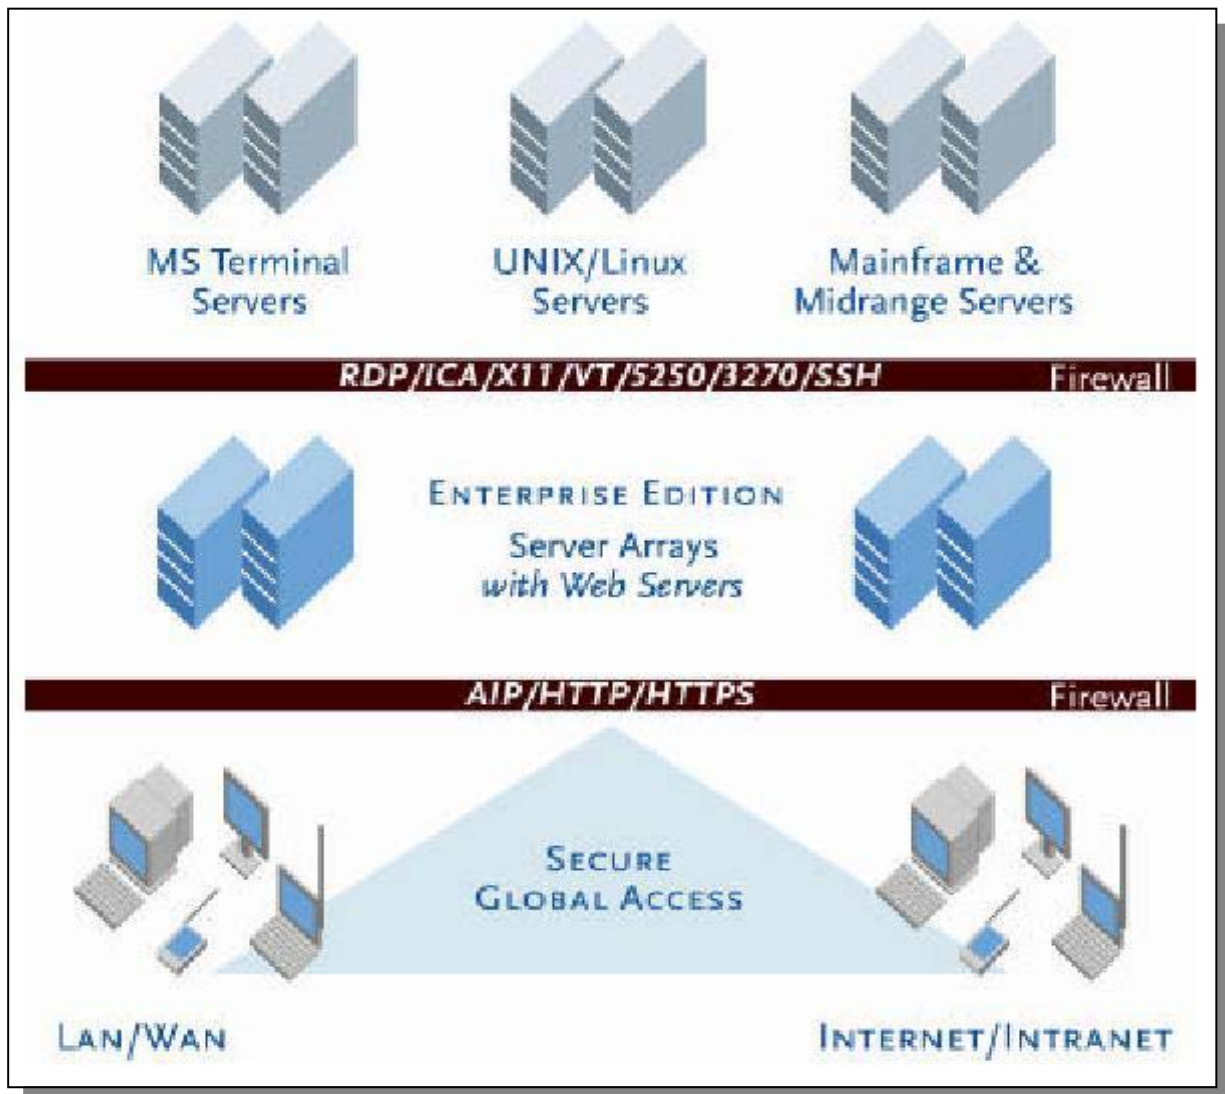 MS Terminal
Servers
UNIX/Linux
Servers
Mainframe &
Midrange Servers
RDP/ICA/X11/VT/5250/3270/SSH
Firewall
ENTERPRISE EDITION
Server Arrays
with Web Servers
AIP/HTTP/HTTPS
Firewall
SECURE
GLOBAL ACCESS
LAN/WAN
INTERNET/INTRANET